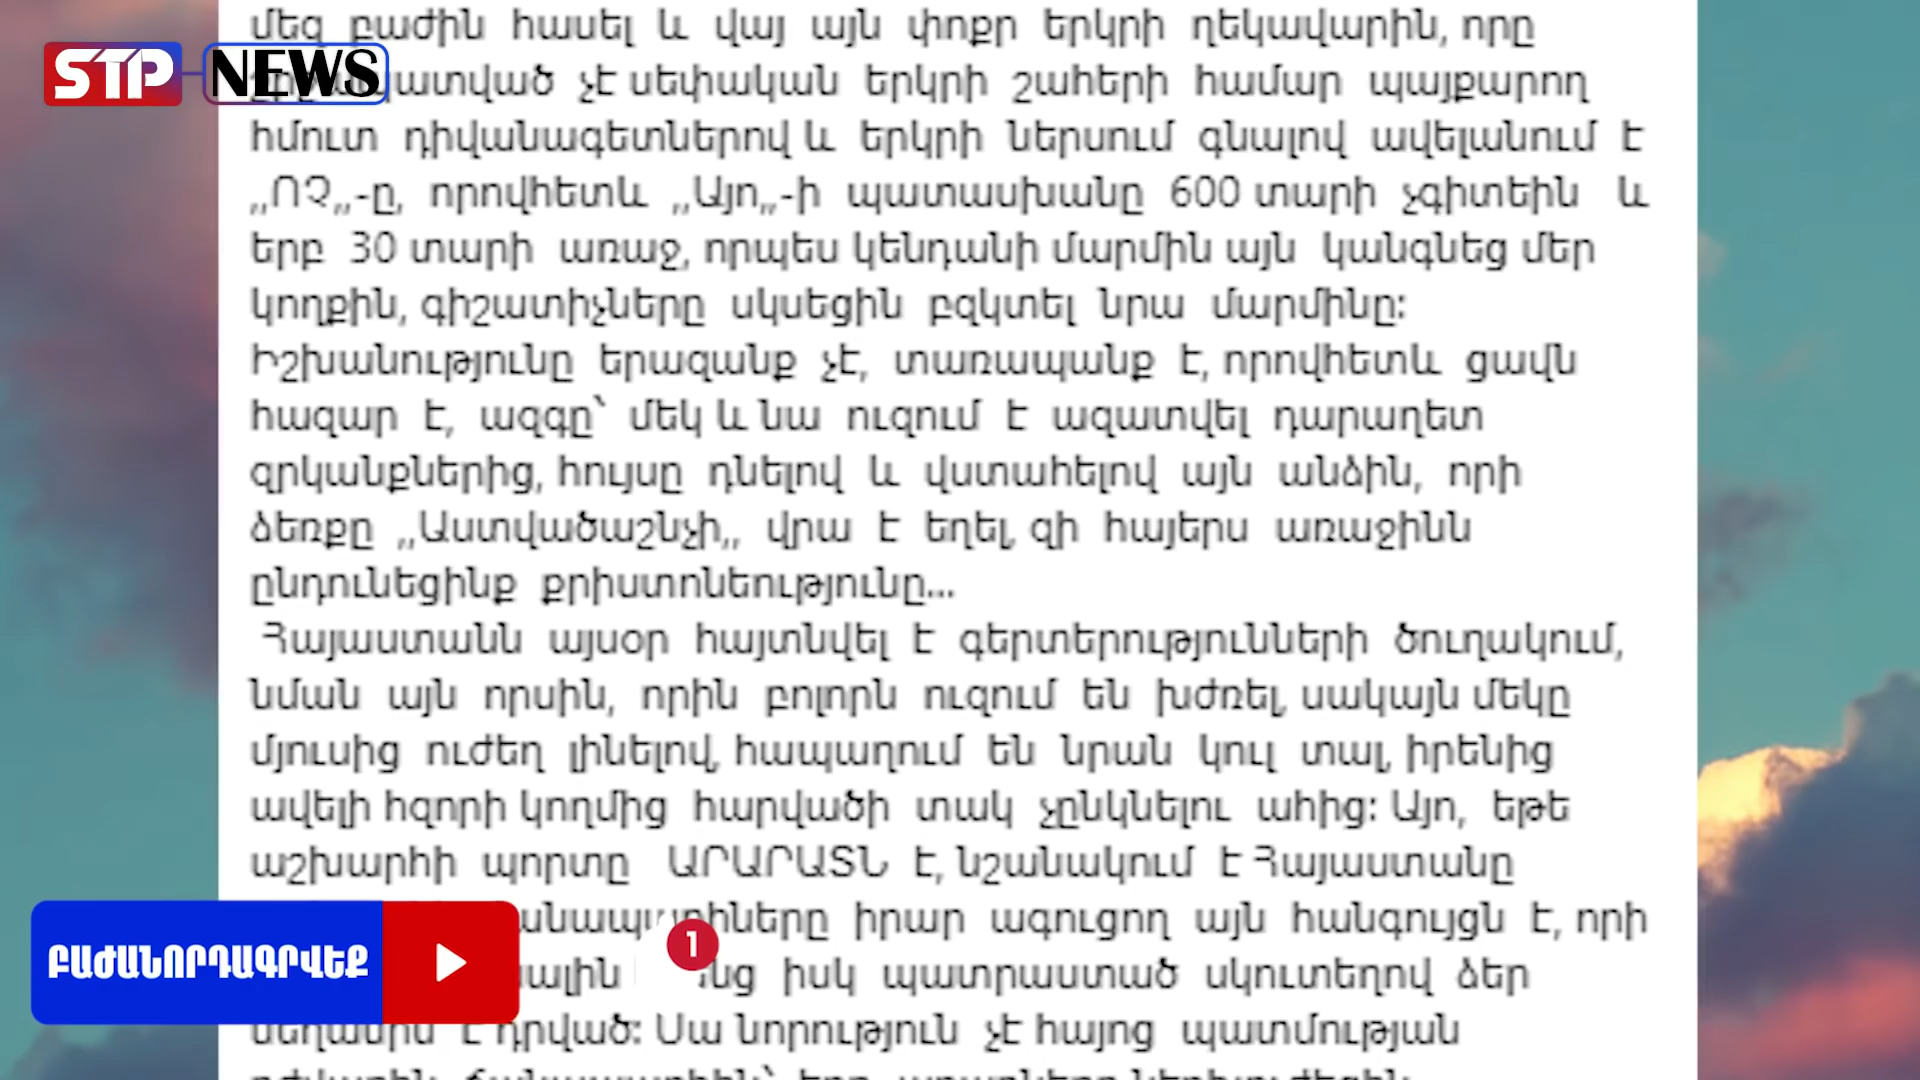 մեզ բաժին հասել և վայ այն փոքր երկրի ղեկավարին, որը
STP NEWS
չէ սեփական երկրի շահերի համար պայքարող
հմուտ դիվանագետներով և երկրի ներսում գնալով ավելանում է
,,ՈՉ,,-ը, որովհետև ,,Այո,,-ի պատասխանը 600 տարի չգիտեին և
երբ 30 տարի առաջ, որպես կենդանի մարմին այն կանգնեց մեր
կողքին, գիշատիչները սկսեցին բզկտել նրա մարմինը:
Իշխանությունը երազանք չէ, տառապանք է, որովհետև ցավն
հազար է, ազգը՝ մեկ և նա ուզում է ազատվել դարաղետ
զրկանքներից, հույսը դնելով և վստահելով այն անձին, որի
ձեռքը ,,Աստվածաշնչի,, վրա է եղել, զի հայերս առաջինն
ընդունեցինք քրիստոնեությունը...
Հայաստանն այսօր հայտնվել է գերտերությունների ծուղակում,
նման այն որսին, որին բոլորն ուզում են խժռել, սակայն մեկը
մյուսից ուժեղ լինելով, հապաղում են նրան կուլ տալ, իրենից
ավելի հզորի կողմից հարվածի տակ չընկնելու ահից: Այո, եթե
աշխարհի պորտը ԱՐԱՐԱՏՆ է, նշանակում է Հայաստանը
իրար ագուցող այն հանգույցն է, որի
ԲԱԺԱՆՈՐԴԱԳՐՎԵՔ
1
իսկ պատրաստած սկուտեղով ձեր
սեղանին է դրված: Սա նորություն չէ հայոց պատմության